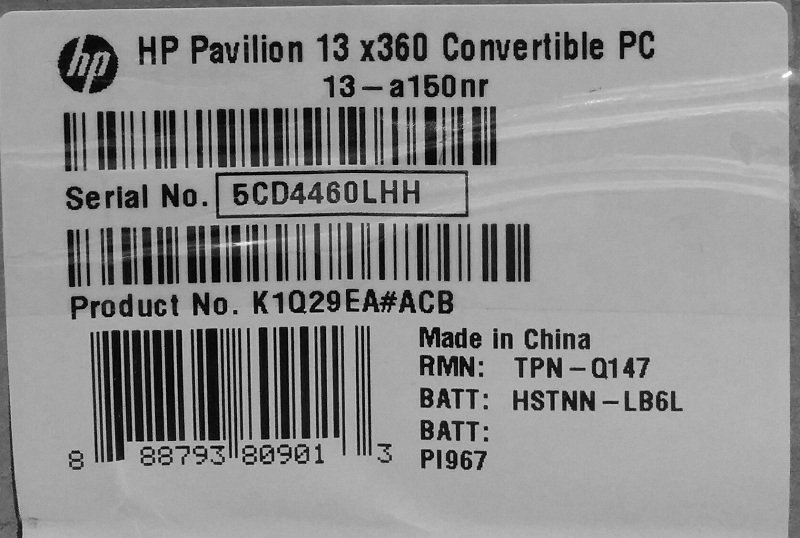 hp HP Pavilion 13 x360 Convertible PC
13-a150nr
Serial No. 5CD4460LHH
Product No. K1Q29EA#ACB
Made in China
RMN: TPN-Q147
BATT: HSTNN-LB6L
BATT:
PI967
8 88793 80901 3